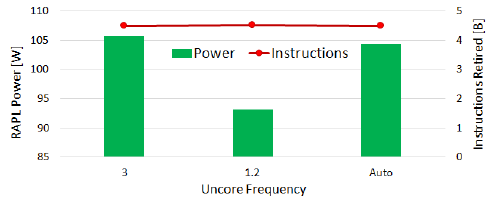 110
105
100
95
90
85
RAPL Power [W]
5
4
3
2
1
0
Instructions Retired [B]
Power
Instructions
3
1.2
Auto
Uncore Frequency